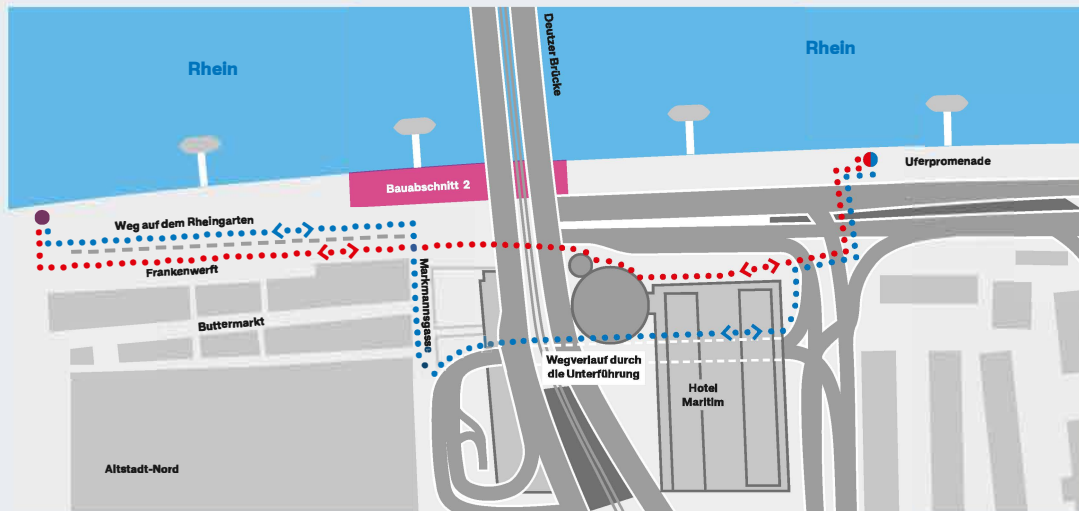 Rhein
Rhein
Deutzer Brücke
Uferpromenade
Bauabschnitt 2
Weg auf dem Rheingarten
Frankenwerft
Markmannsgasse
Buttermarkt
Wegverlauf durch
die Unterführung
Hotel
Maritim
Altstadt-Nord